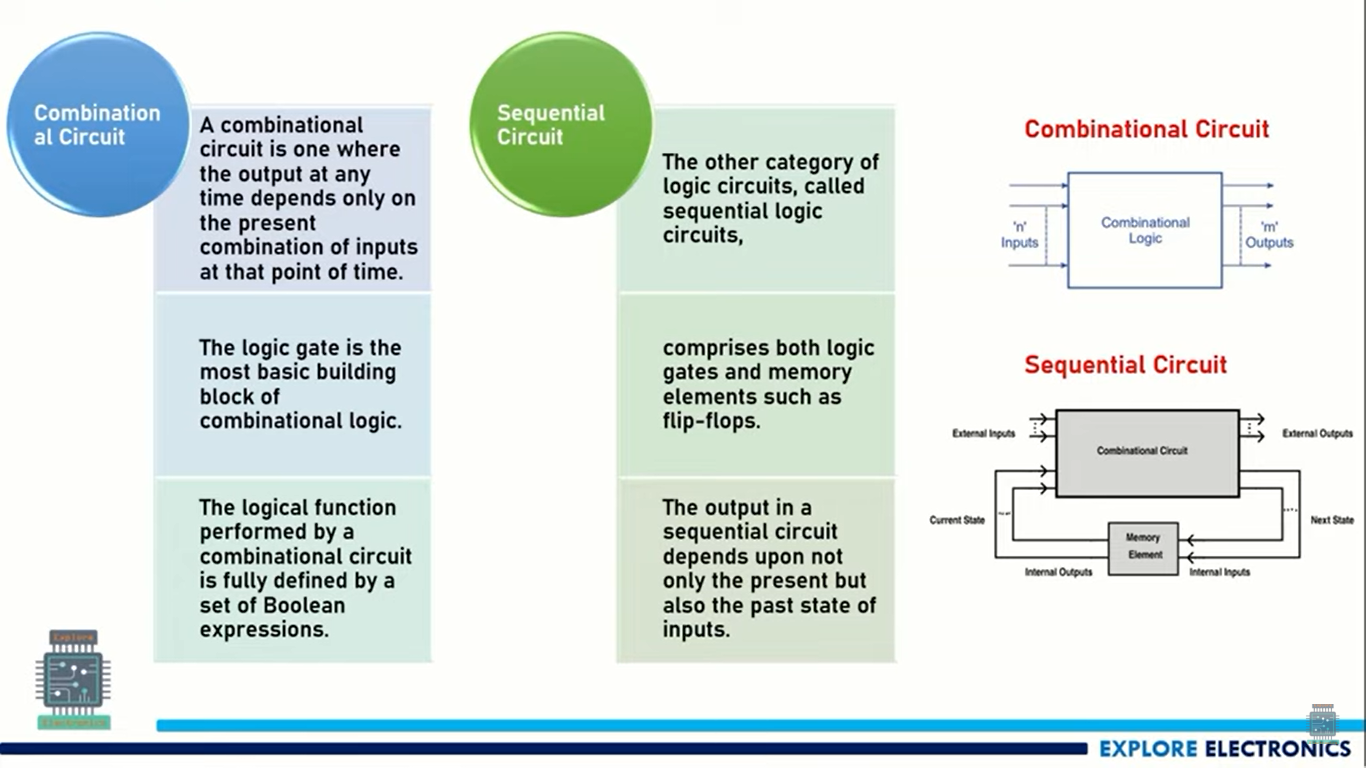 Combination
al Circuit
A combinational
circuit is one where
the output at any
time depends only on
the present
combination of inputs
at that point of time.
The logic gate is the
most basic building
block of
combinational logic.
The logical function
performed by a
combinational circuit
is fully defined by a
set of Boolean
expressions.
Sequential
Circuit
The other category of
logic circuits, called
sequential logic
circuits,
comprises both logic
gates and memory
elements such as
flip-flops.
The output in a
sequential circuit
depends upon not
only the present but
also the past state of
inputs.
Combinational Circuit
'n'
Inputs
Combinational
Logic
'm'
Outputs
Sequential Circuit
External Inputs
Combinational Circuit
External Outputs
Current State
Next State
Memory
Element
Internal Outputs
Internal Inputs
Explore
Electronics
EXPLORE ELECTRONICS